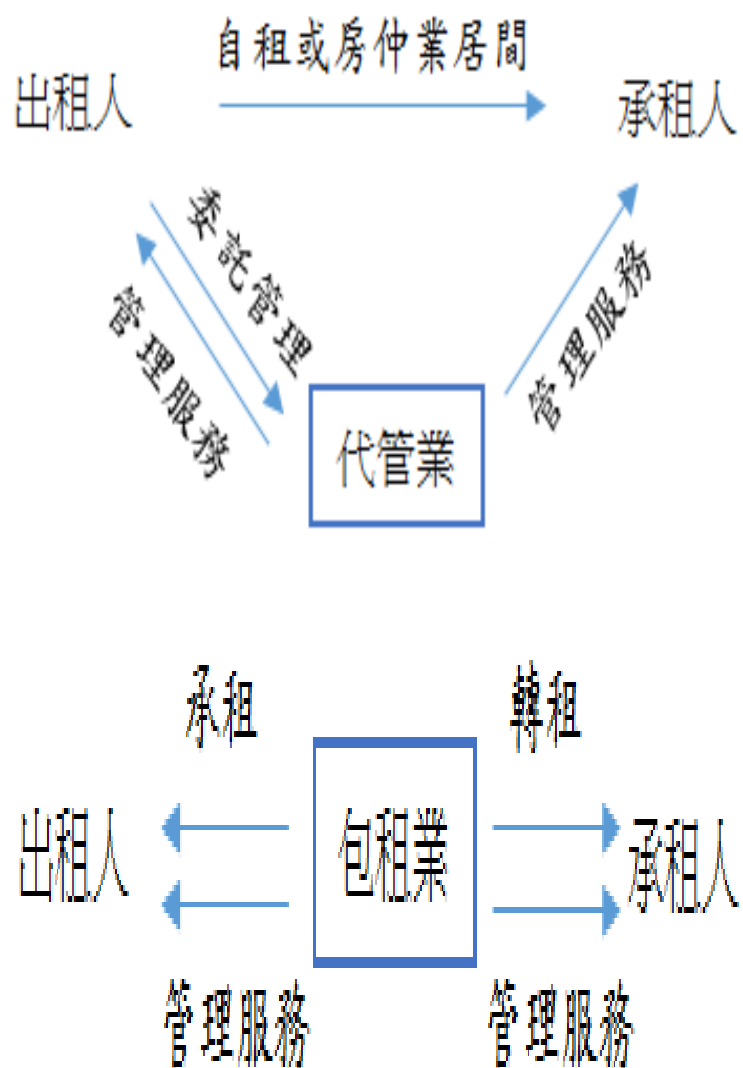 自租或房仲業居間
出租人
承租人
委託管理
管理服務
管理服務
代管業
承租
轉租
出租人
包租業
承租人
管理服務
管理服務